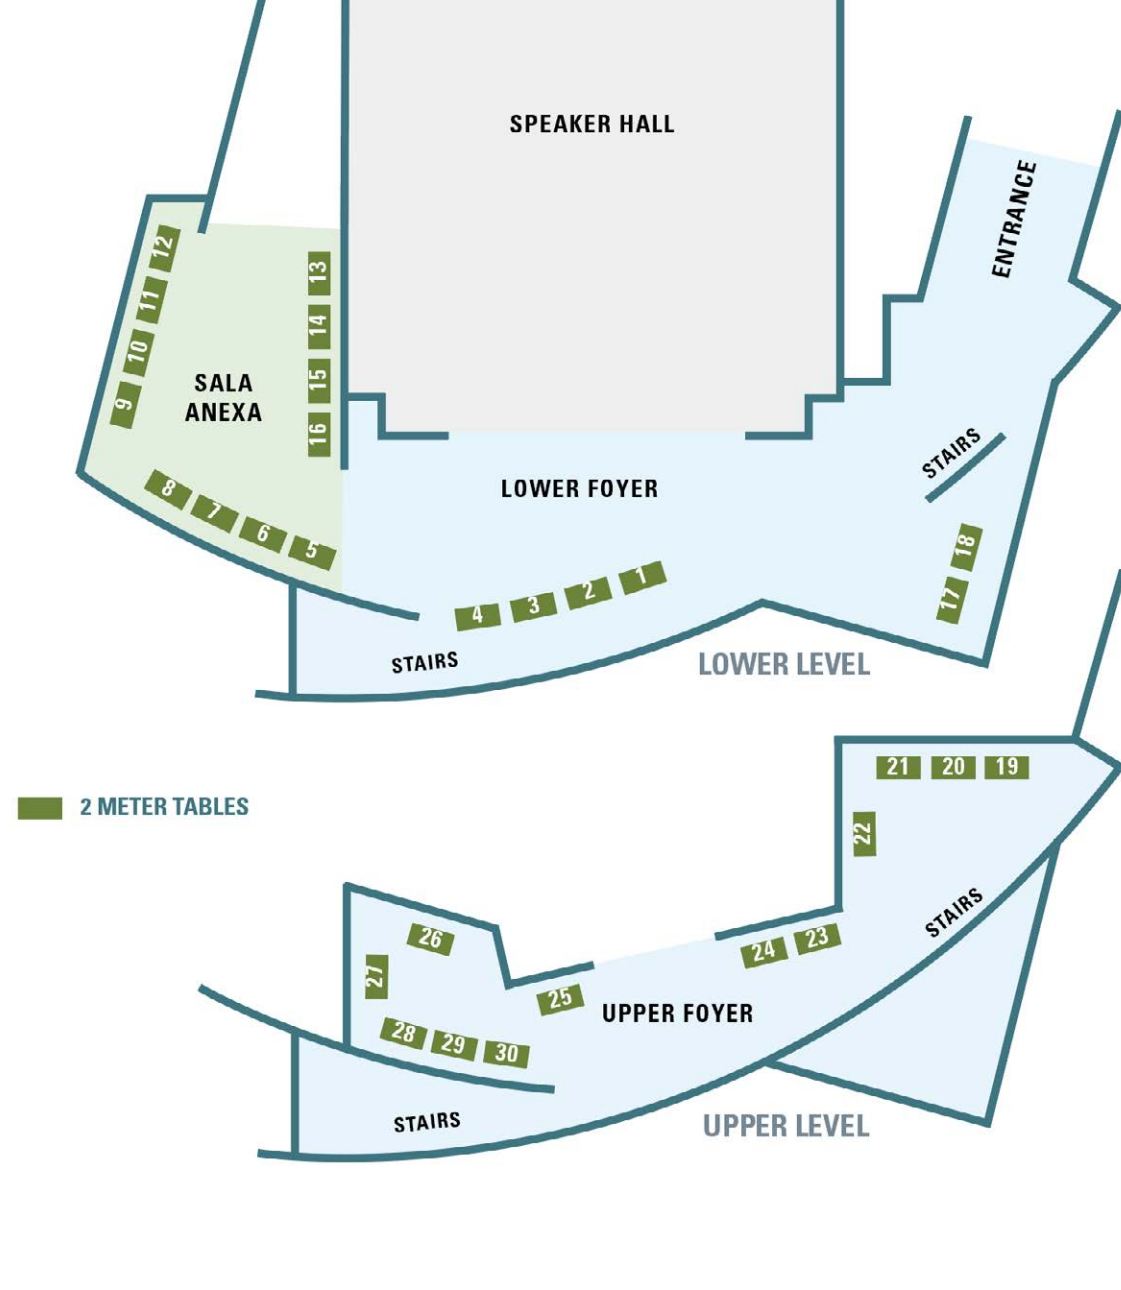 SPEAKER HALL
ENTRANCE
12
11
10
9
13
14
15
16
SALA
ANEXA
8
7
6
5
LOWER FOYER
STAIRS
18
17
4
3
2
1
STAIRS
LOWER LEVEL
21
20
19
22
2 METER TABLES
STAIRS
26
27
25
24
23
UPPER FOYER
28
29
30
STAIRS
UPPER LEVEL